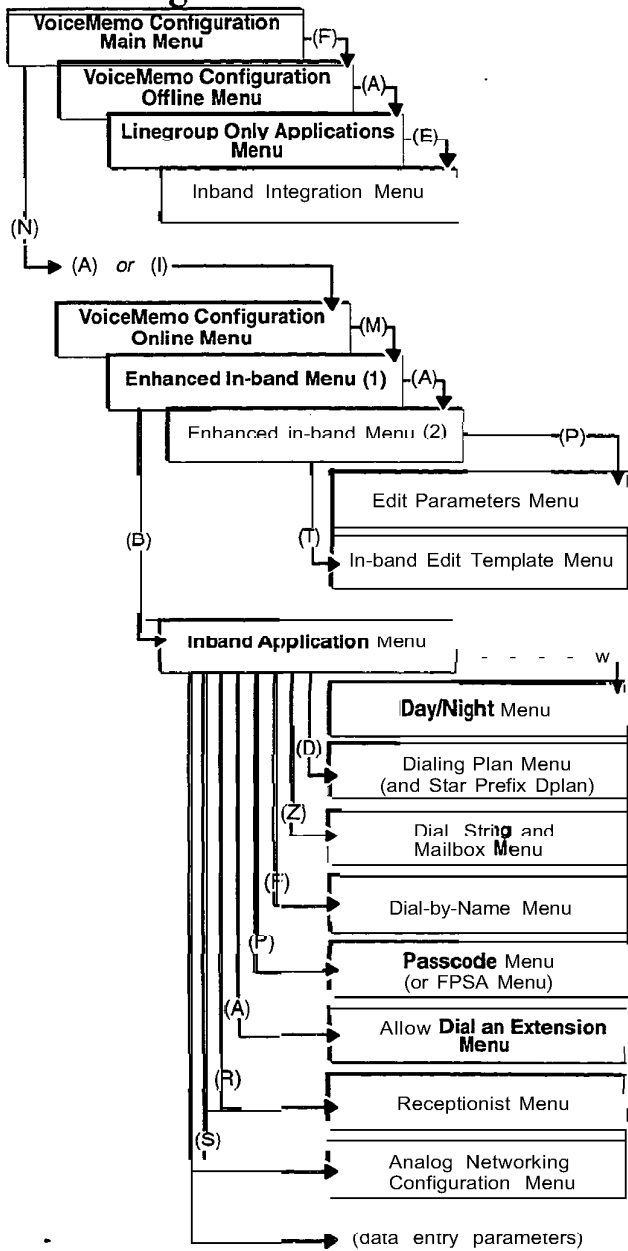 VoiceMemo Configuration
Main Menu
(F)
VoiceMemo Configuration
Offline Menu
(A)
Linegroup Only Applications
Menu
(E)
Inband Integration Menu
(N)
(A) or (I)
VoiceMemo Configuration
Online Menu
(M)
Enhanced In-band Menu (1)
(A)
Enhanced in-band Menu (2)
(P)
Edit Parameters Menu
(B)
(T)
In-band Edit Template Menu
Inband Application Menu
- - - - w
Day/Night Menu
(D)
Dialing Plan Menu
(and Star Prefix Dplan)
(Z)
Dial String and
Mailbox Menu
(F)
Dial-by-Name Menu
(P)
Passcode Menu
(or FPSA Menu)
(A)
Allow Dial an Extension
Menu
(R)
Receptionist Menu
(S)
Analog Networking
Configuration Menu
(data entry parameters)